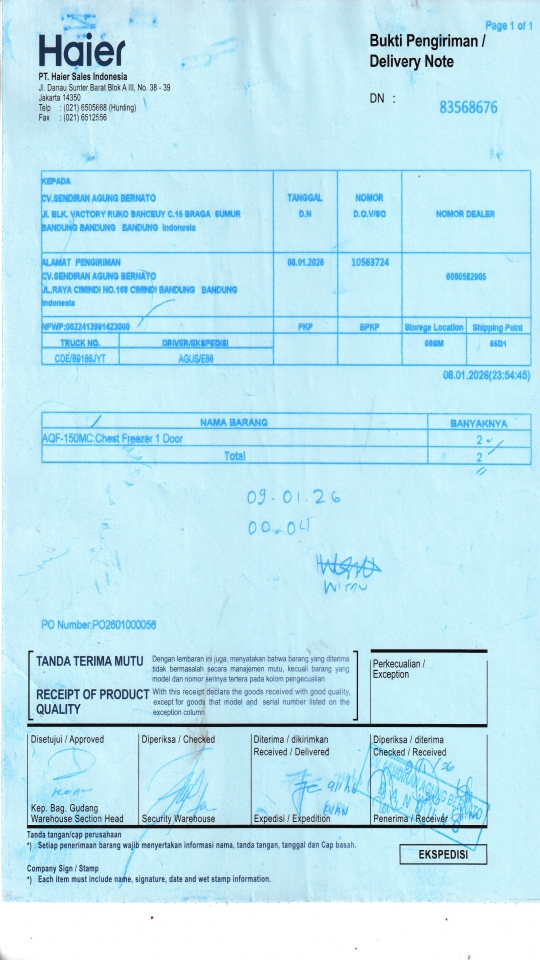 Page 1 of 1
Haier
Bukti Pengiriman /
Delivery Note
PT. Haier Sales Indonesia
Jl. Danau Sunter Barat Blok A III, No. 38 - 39
Jakarta 14350
Telp : (021) 6505668 (Hunting)
Fax : (021) 6512556
DN : 83568676
KEPADA
CV.SENDIRAN AGUNG BERNATO
JL. BLK. VACTORY RUKO BANCEUY C.15 BRAGA SUMUR
BANDUNG BANDUNG BANDUNG Indonesia
TANGGAL
D.N
NOMOR
D.O.V/SO
NOMOR DEALER
ALAMAT PENGIRIMAN
CV.SENDIRAN AGUNG BERNATO
JL.RAYA CIMINDI NO.168 CIMINDI BANDUNG BANDUNG
Indonesia
08.01.2026
10563724
NPWP:0022413991423000
PKP
BPKP
Storege Location
Shipping Point
TRUCK NO.
DRIVER/EKSPEDISI
CDE/B9186JYT
AGUS/E86
08.01.2026(23:54:45)
NAMA BARANG
BANYAKNYA
AQF-150MC:Chest Freezer 1 Door
2
Total
2
09.01.26
00.04
PO Number:PO2601000056
TANDA TERIMA MUTU
Dengan lembaran ini juga, menyatakan bahwa barang yang diterima
tidak bermasalah secara manajemen mutu, kecuali barang yang
model dan nomor serinya tertera pada kolom pengecualian
RECEIPT OF PRODUCT
QUALITY
With this receipt declare the goods received with good quality,
except for goods that model and serial number listed on the
exception column
Perkecualian /
Exception
Disetujui / Approved
Diperiksa / Checked
Diterima / dikirimkan
Received / Delivered
Diperiksa / diterima
Checked / Received
EVAN
Kep. Bag. Gudang
Warehouse Section Head
Security Warehouse
Expedisi / Expedition
Penerima / Receiver
Tanda tangan/cap perusahaan
*) Setiap penerimaan barang wajib menyertakan informasi nama, tanda tangan, tanggal dan Cap basah.
EKSPEDISI
Company Sign / Stamp
*) Each item must include name, signature, date and wet stamp information.